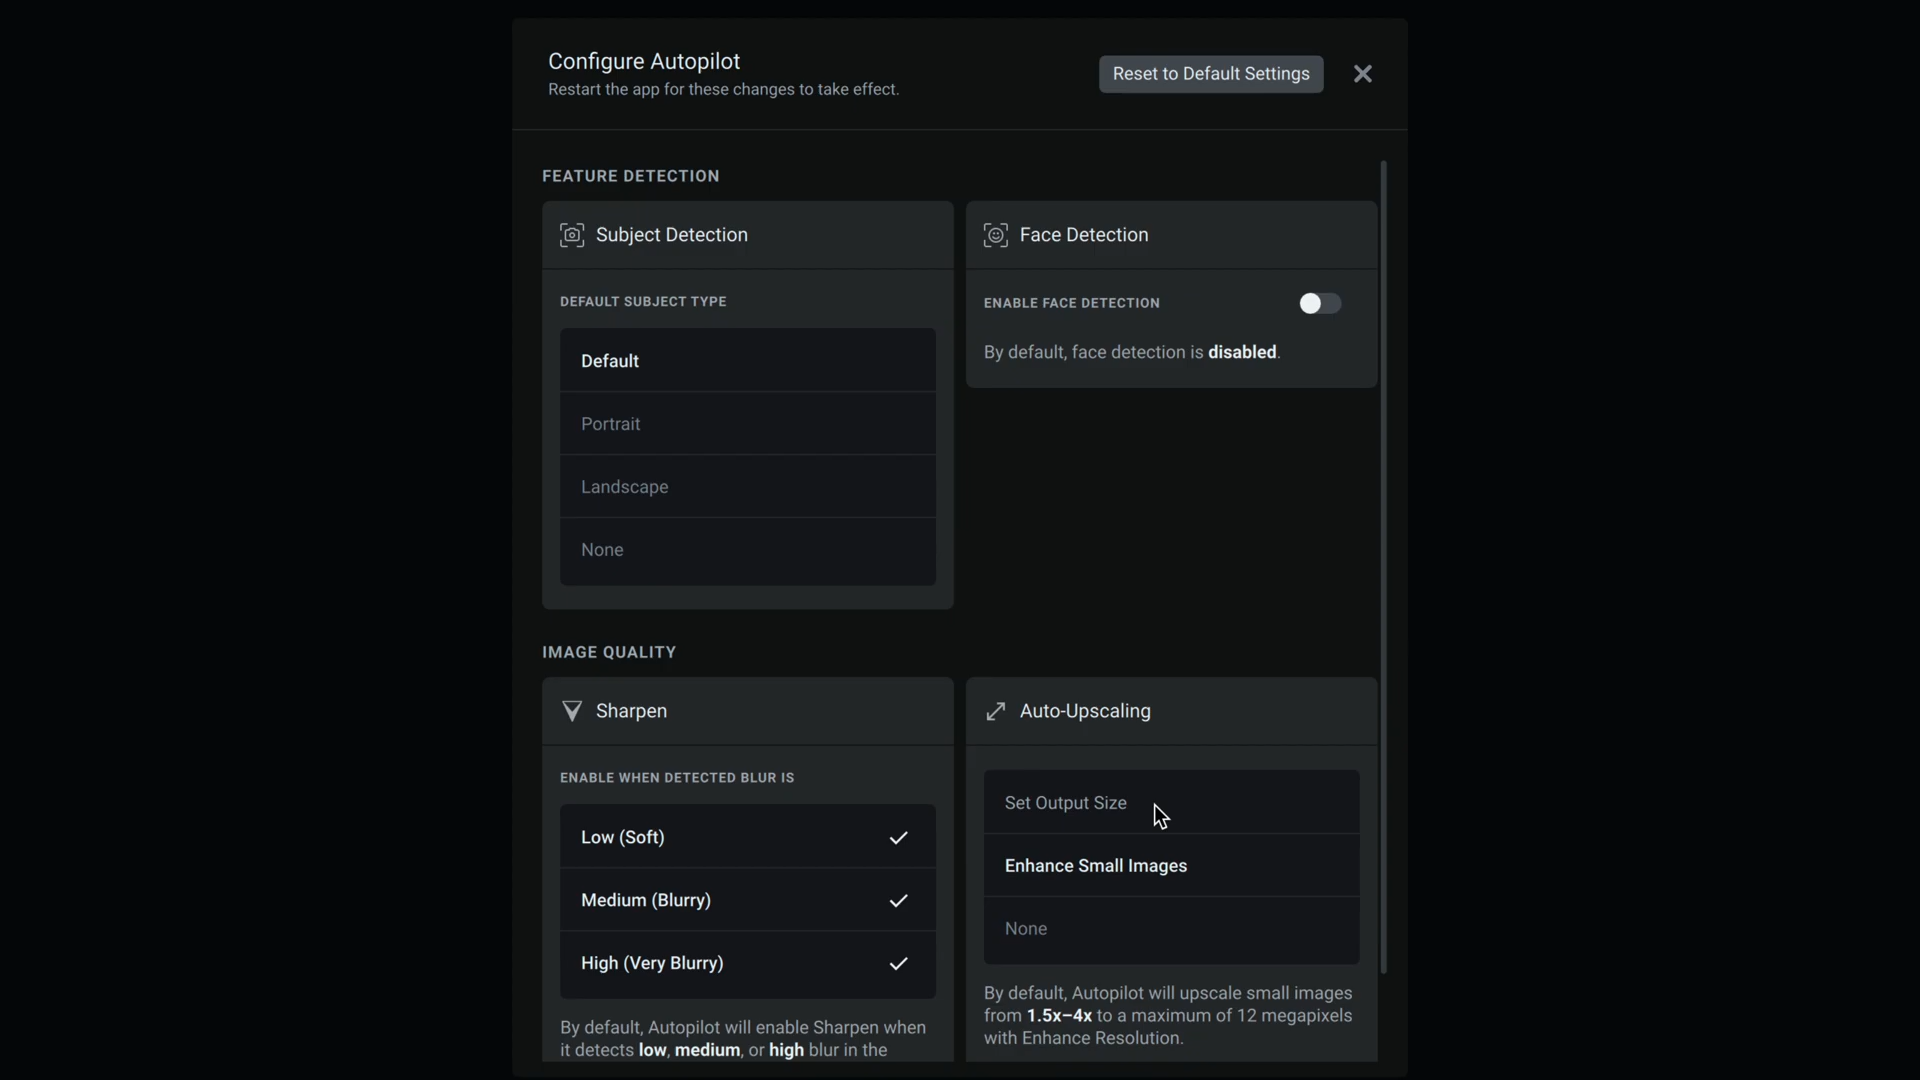 Configure Autopilot
Restart the app for these changes to take effect.
Reset to Default Settings
FEATURE DETECTION
Subject Detection
DEFAULT SUBJECT TYPE
Default
Portrait
Landscape
None
Face Detection
ENABLE FACE DETECTION
By default, face detection is disabled.
IMAGE QUALITY
Sharpen
ENABLE WHEN DETECTED BLUR IS
Low (Soft)
Medium (Blurry)
High (Very Blurry)
By default, Autopilot will enable Sharpen when
it detects low, medium, or high blur in the
Auto-Upscaling
Set Output Size
Enhance Small Images
None
By default, Autopilot will upscale small images
from 1.5x–4x to a maximum of 12 megapixels
with Enhance Resolution.